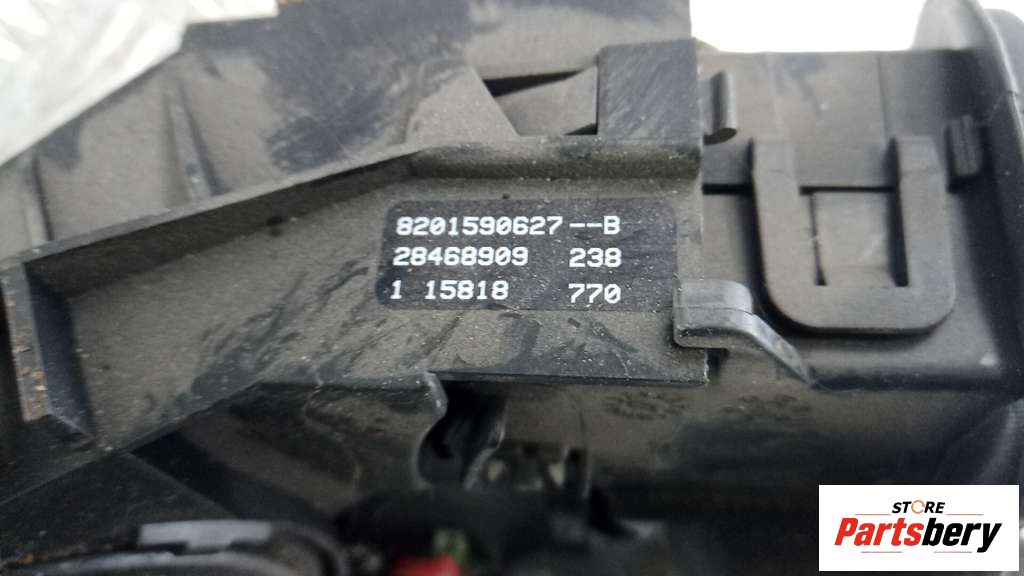 8201590627--B
28468909 238
1 15818 770
STORE
Partsbery